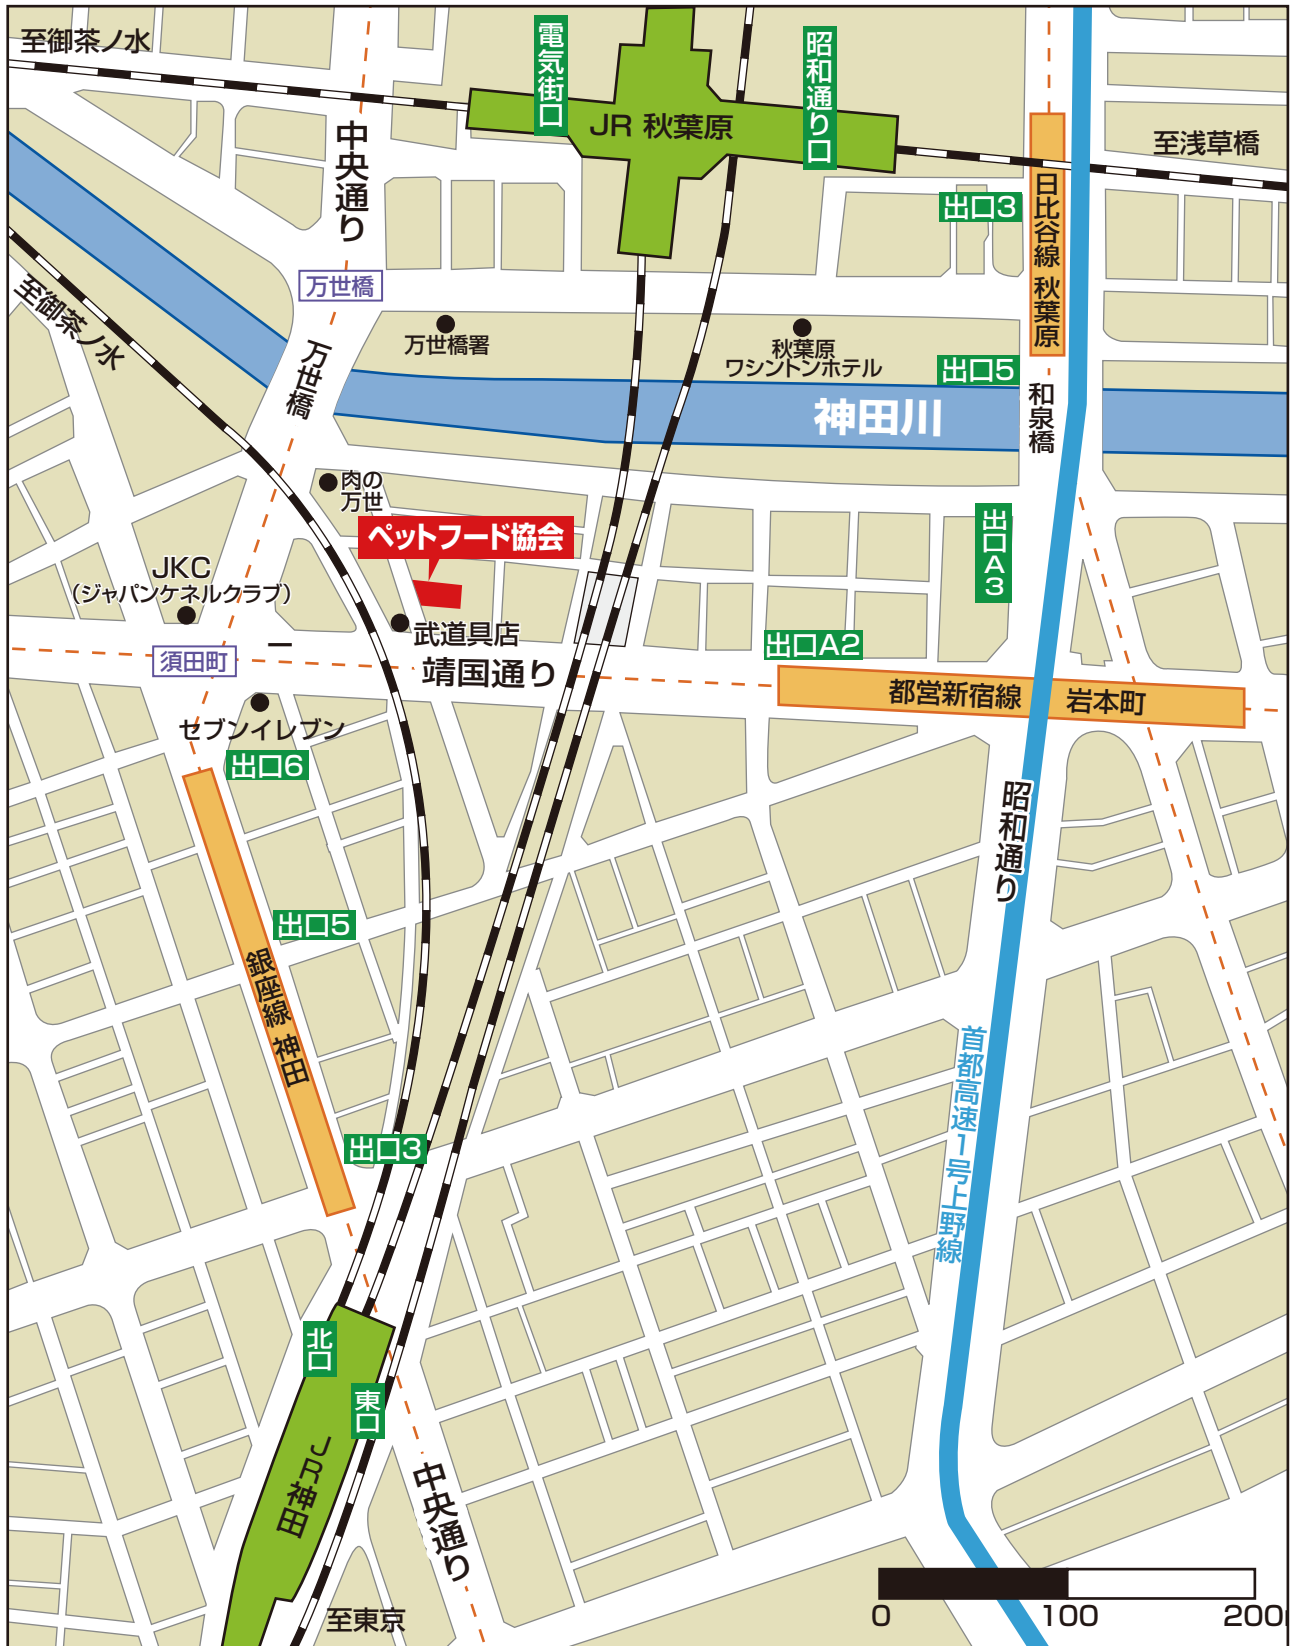 至御茶ノ水
電気街口
昭和通り口
JR 秋葉原
至浅草橋
中央通り
出口3
日比谷線 秋葉原
万世橋
至御茶ノ水
万世橋署
秋葉原
ワシントンホテル
出口5
万世橋
神田川
和泉橋
肉の
万世
ペットフード協会
出口A3
JKC
(ジャパンケネルクラブ)
武道具店
出口A2
須田町
靖国通り
都営新宿線 岩本町
セブンイレブン
出口6
昭和通り
出口5
銀座線 神田
首都高速1号上野線
出口3
北口
東口
JR神田
中央通り
至東京
0 100 200